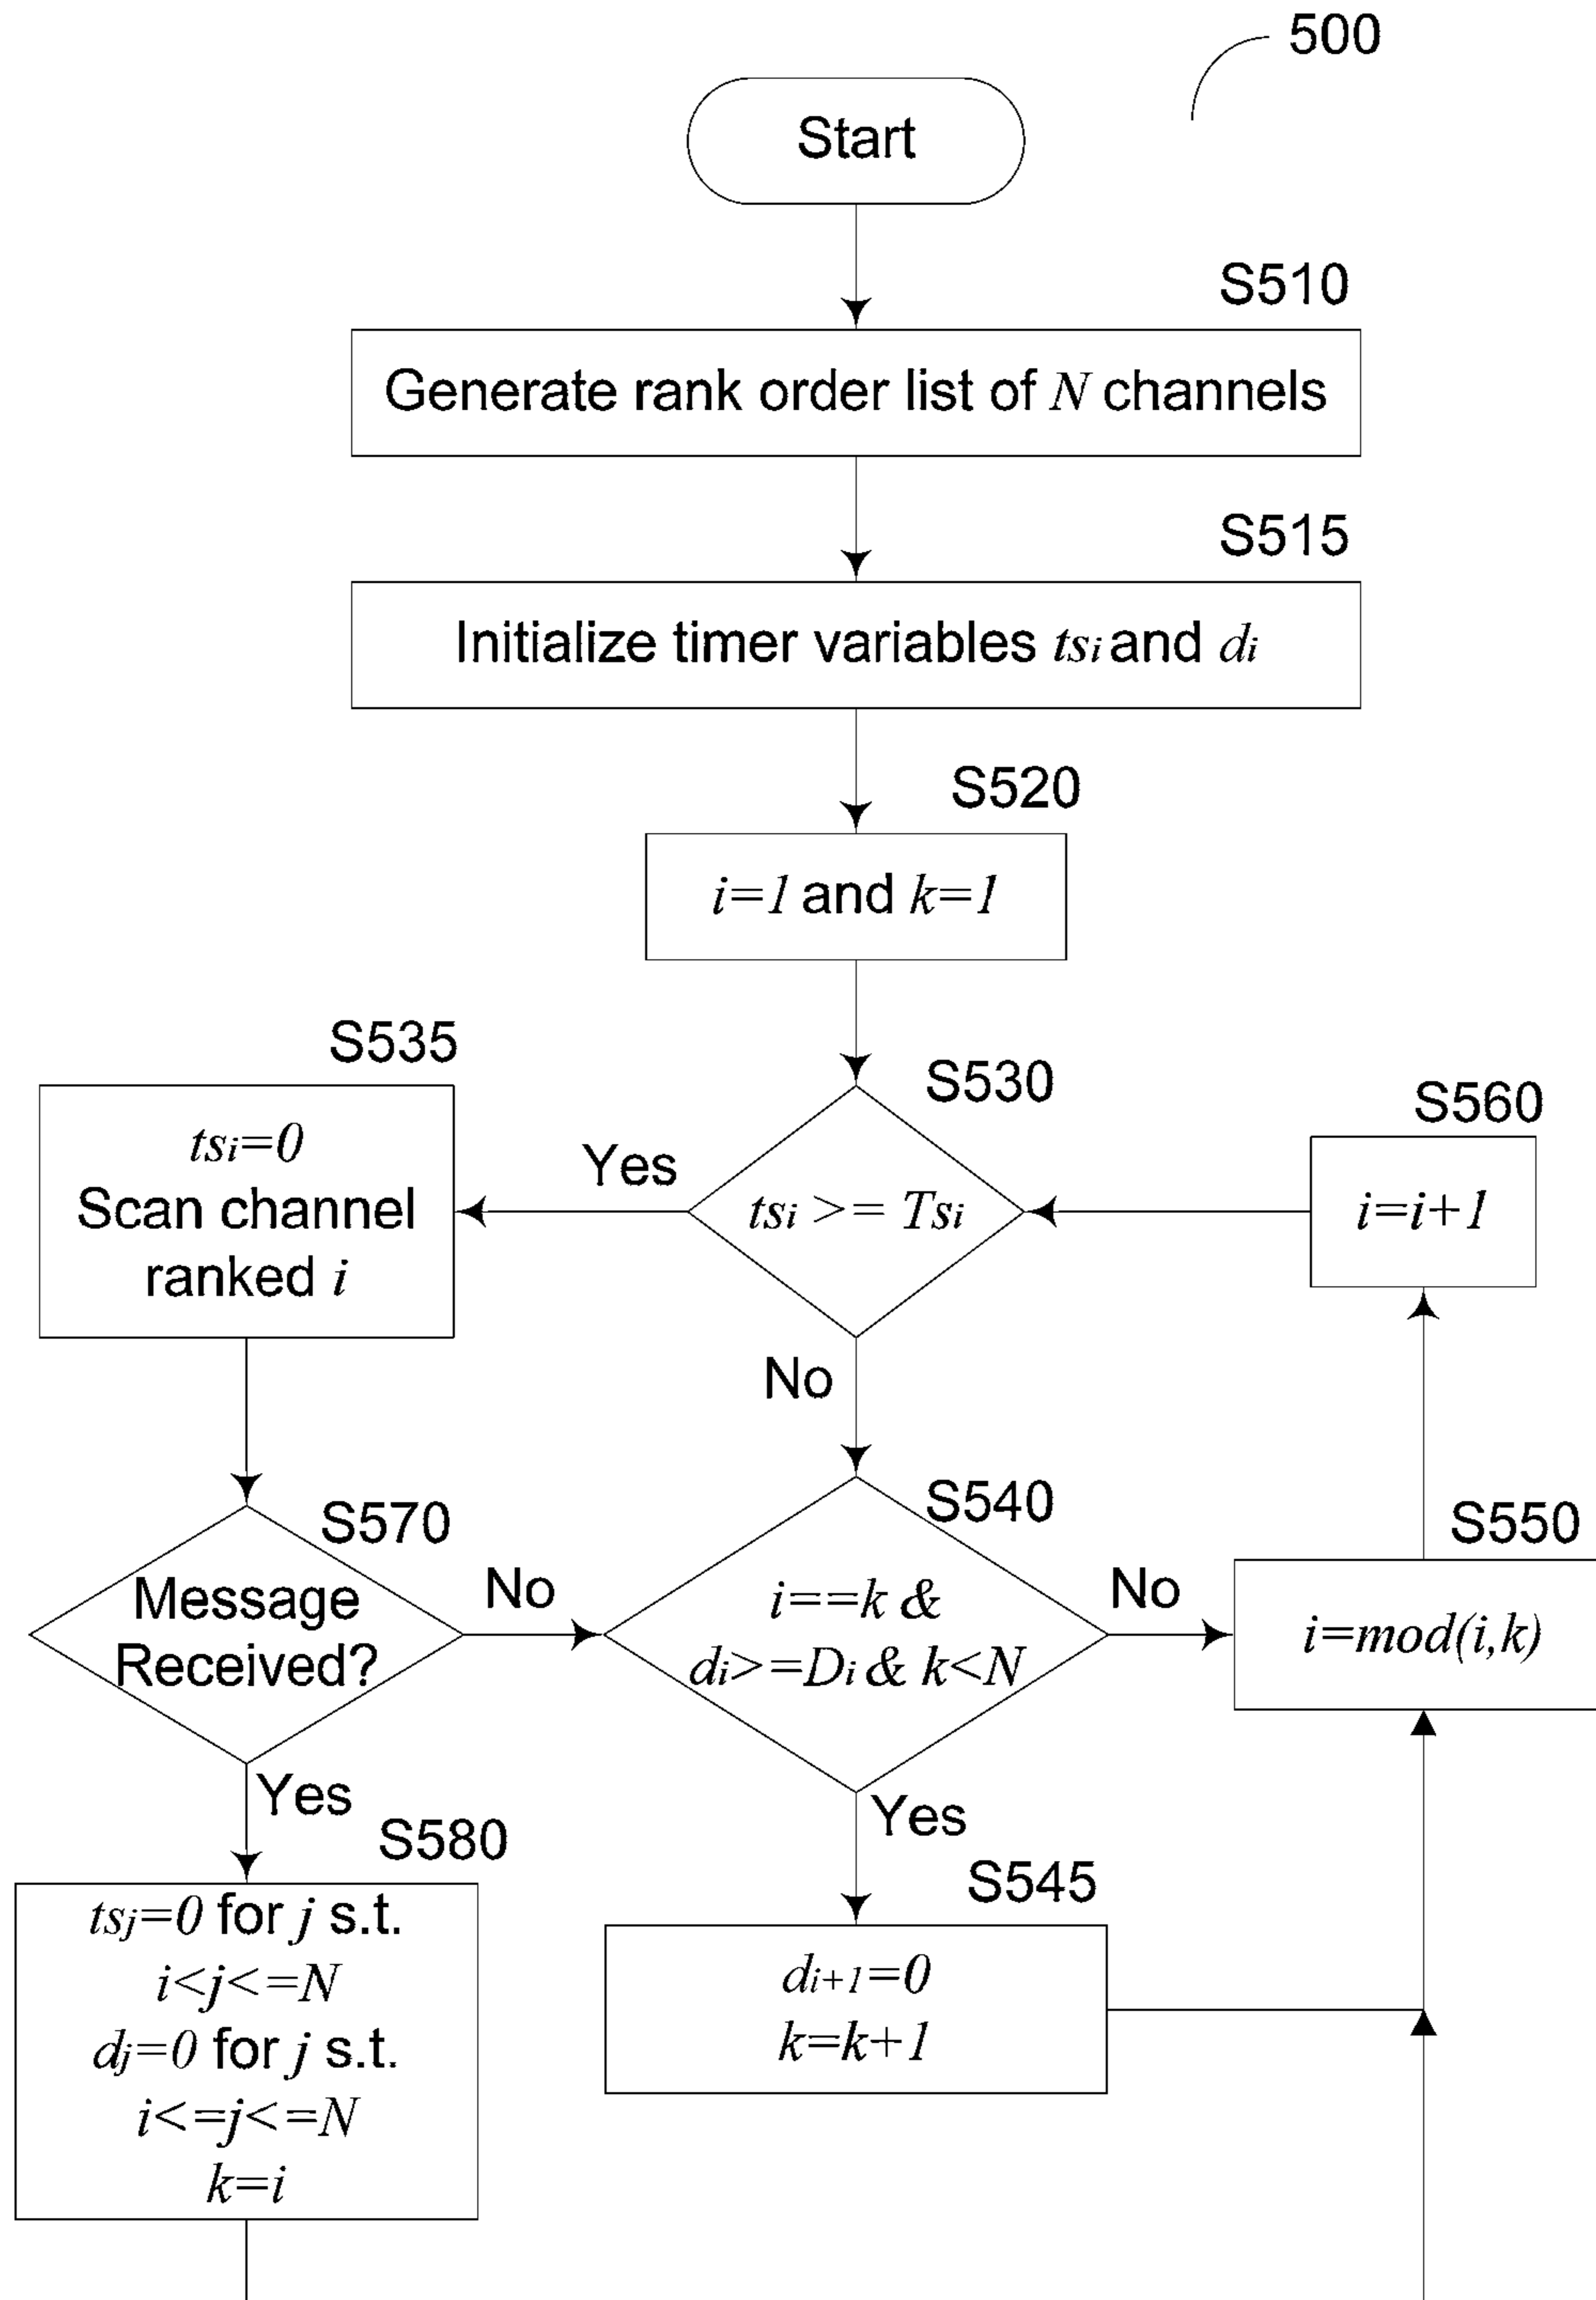 500
Start
S510
Generate rank order list of N channels
S515
Initialize timer variables tsi and di
S520
i=1 and k=1
S535
S530
S560
tsi=0
Scan channel
ranked i
Yes
tsi >= Tsi
i=i+1
No
S570
S540
S550
Message
Received?
No
i==k &
di>=Di & k<N
No
i=mod(i,k)
Yes
Yes
S580
S545
tsj=0 for j s.t.
i<j<=N
dj=0 for j s.t.
i<=j<=N
k=i
di+1=0
k=k+1